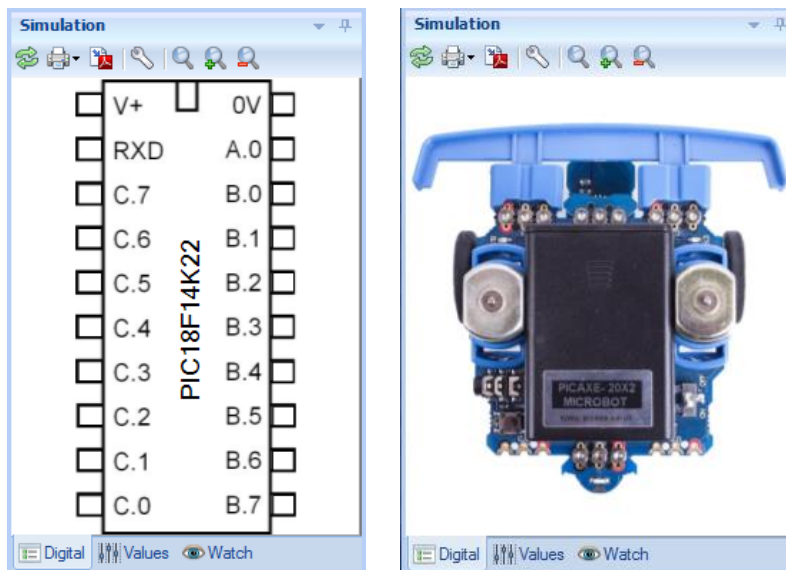 Simulation
V+ 0V
RXD A.0
C.7 B.0
C.6 B.1
C.5 B.2
C.4 B.3
C.3 B.4
C.2 B.5
C.1 B.6
C.0 B.7
PIC18F14K22
Digital Values Watch
Simulation
PICAXE-20X2
MICROBOT
Digital Values Watch